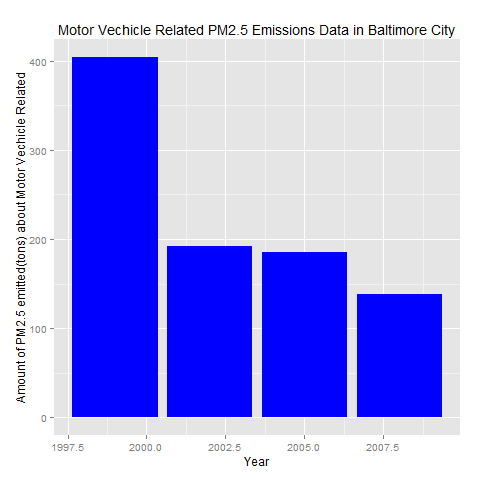 Motor Vechicle Related PM2.5 Emissions Data in Baltimore City
Amount of PM2.5 emitted(tons) about Motor Vechicle Related
400
300
200
100
0
1997.5 2000.0 2002.5 2005.0 2007.5
Year